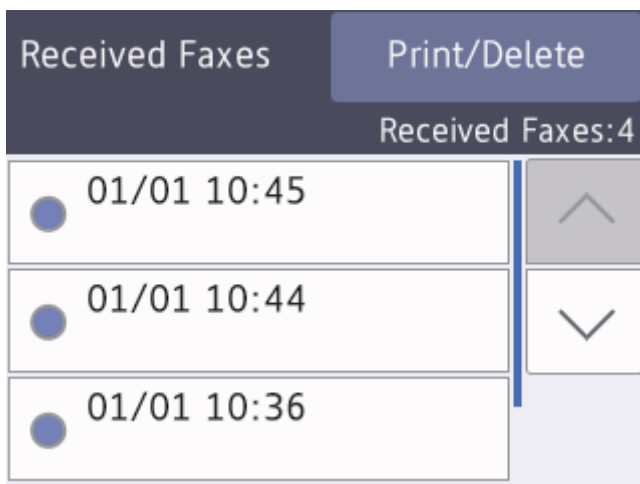 Received Faxes
Print/Delete
Received Faxes:4
01/01 10:45
01/01 10:44
01/01 10:36